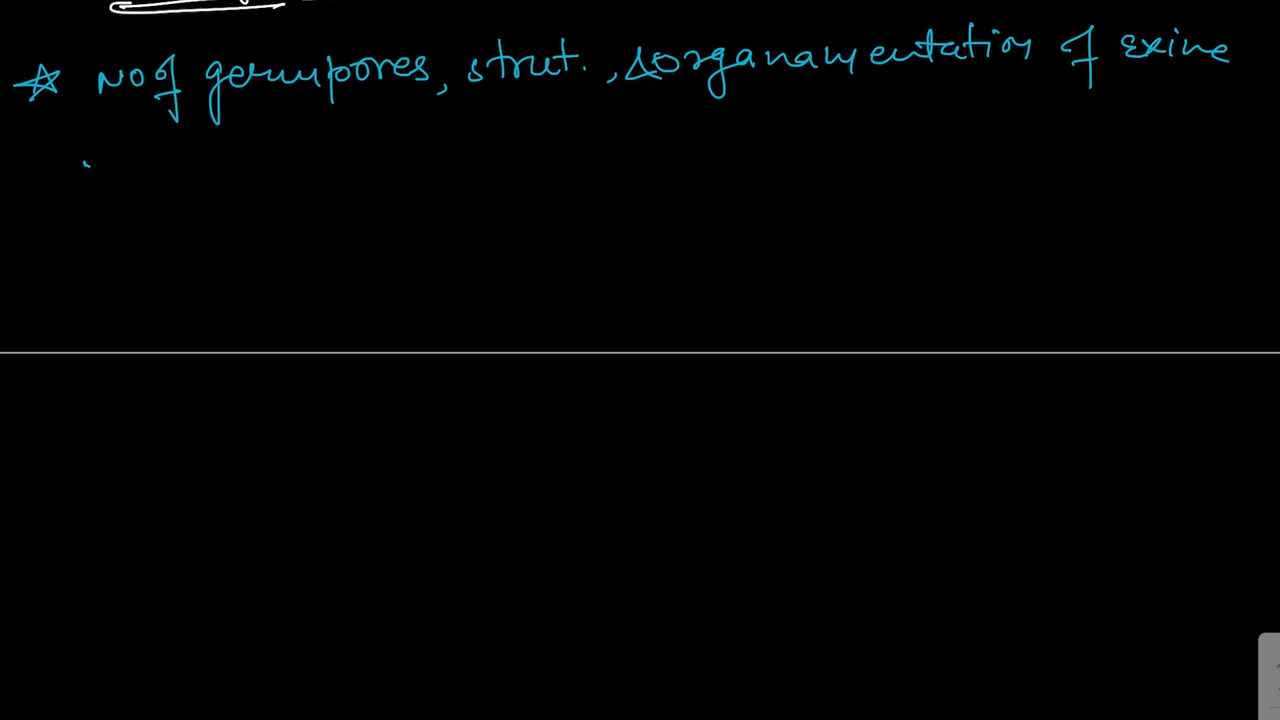 ☆ No of germpores, strut., & organamentation of exine